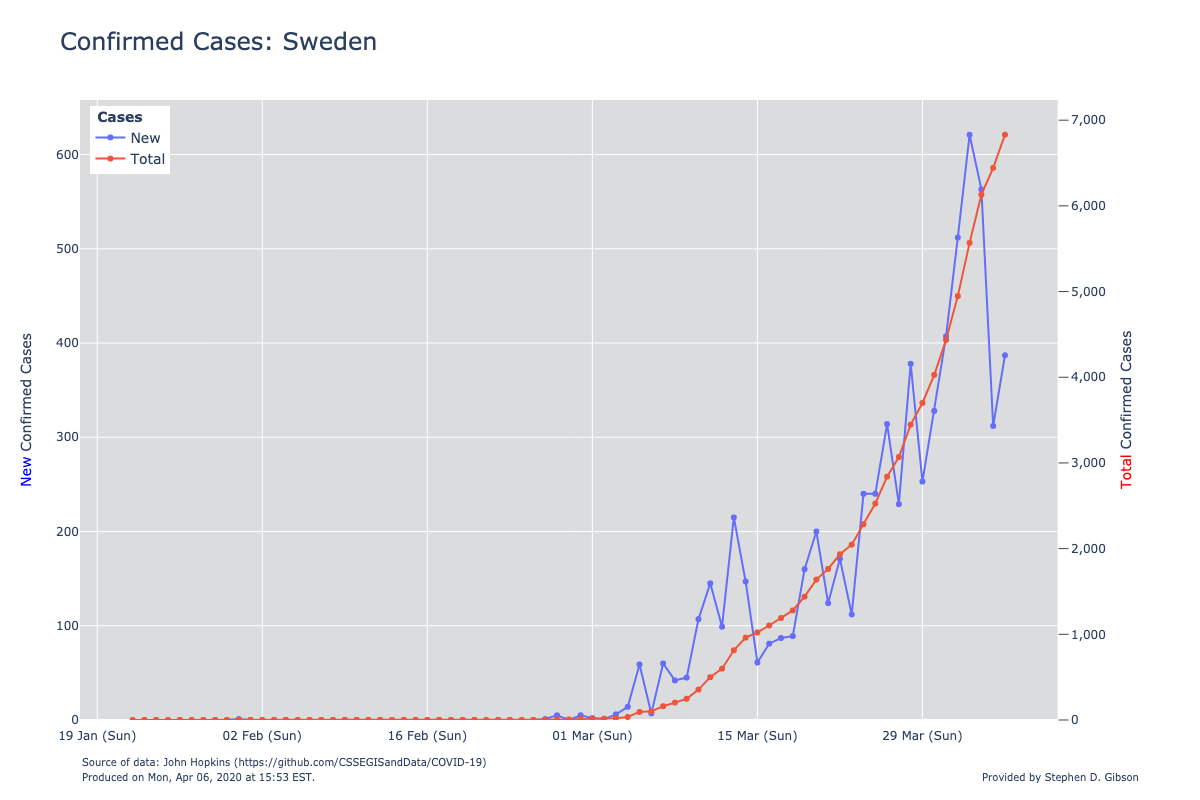 Confirmed Cases: Sweden
Cases
New
Total
600
500
400
300
200
100
0
7,000
6,000
5,000
4,000
3,000
2,000
1,000
0
New Confirmed Cases
Total Confirmed Cases
19 Jan (Sun)
02 Feb (Sun)
16 Feb (Sun)
01 Mar (Sun)
15 Mar (Sun)
29 Mar (Sun)
Source of data: John Hopkins (https://github.com/CSSEGISandData/COVID-19)
Produced on Mon, Apr 06, 2020 at 15:53 EST.
Provided by Stephen D. Gibson